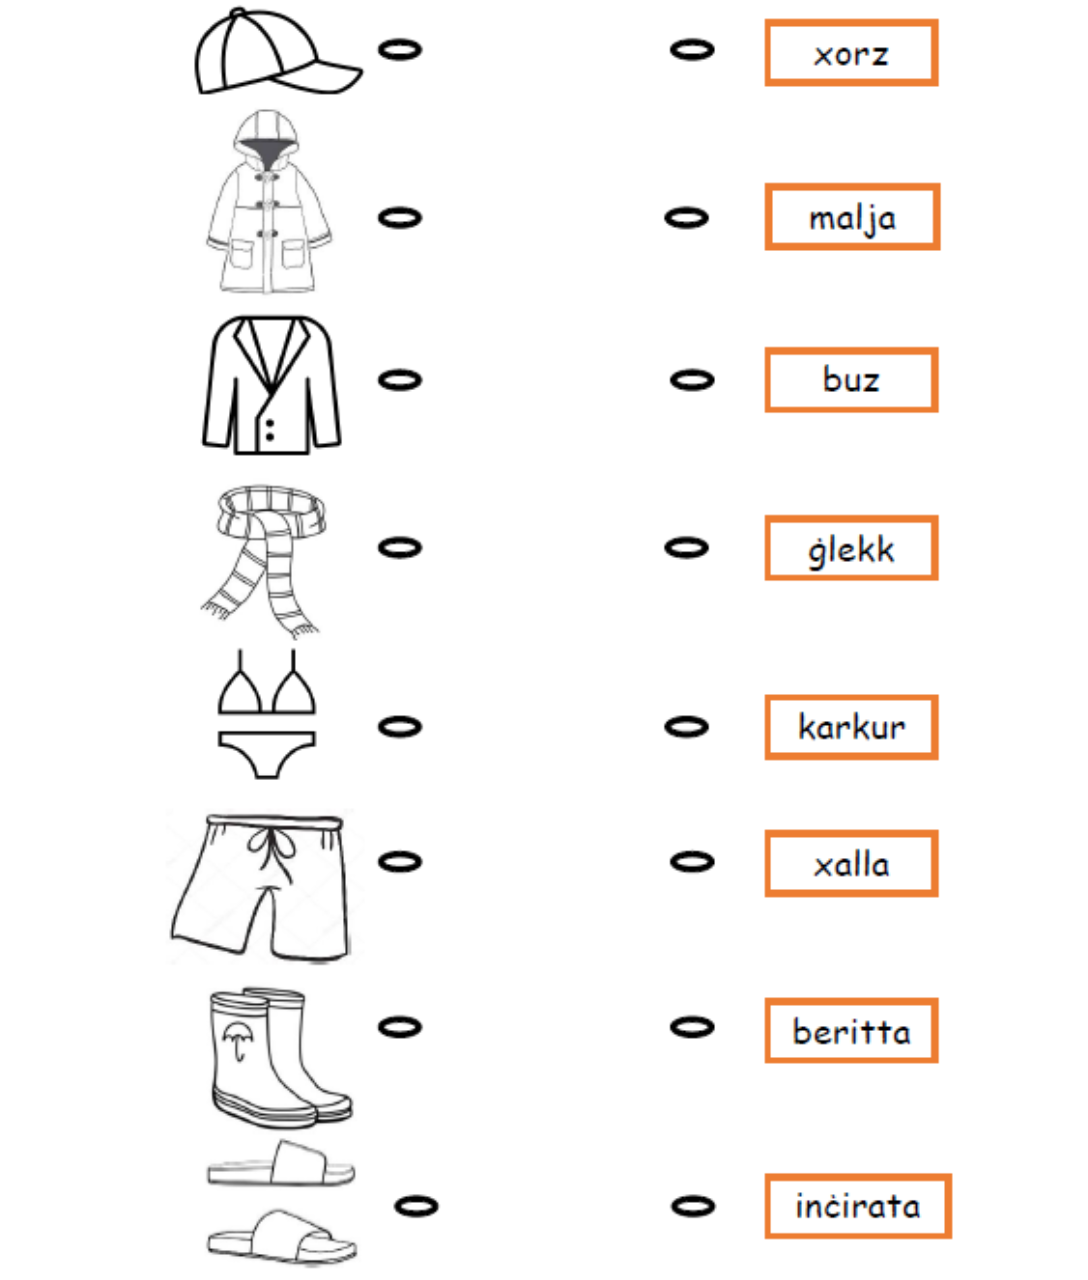 xorz
malja
buz
ġlekk
karkur
xalla
beritta
inċirata